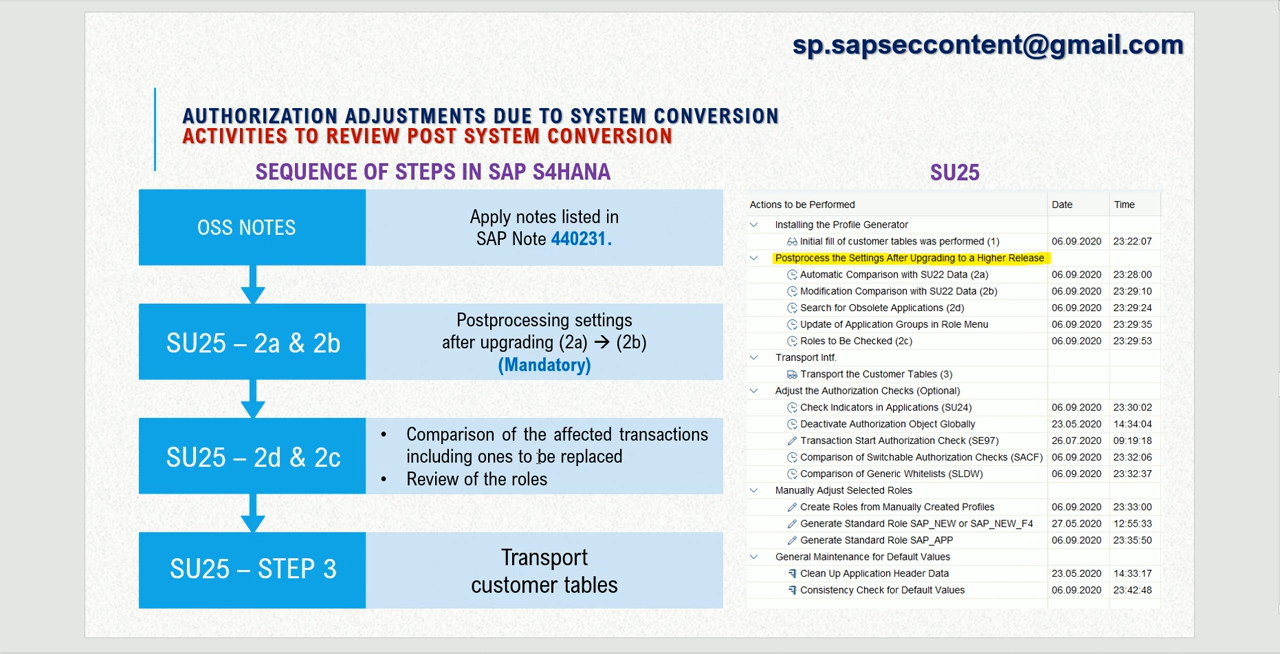 sp.sapseccontent@gmail.com
AUTHORIZATION ADJUSTMENTS DUE TO SYSTEM CONVERSION
ACTIVITIES TO REVIEW POST SYSTEM CONVERSION
SEQUENCE OF STEPS IN SAP S4HANA
OSS NOTES
Apply notes listed in
SAP Note 440231.
SU25 – 2a & 2b
Postprocessing settings
after upgrading (2a) → (2b)
(Mandatory)
SU25 – 2d & 2c
• Comparison of the affected transactions
including ones to be replaced
• Review of the roles
SU25 – STEP 3
Transport
customer tables
SU25
Actions to be Performed Date Time
Installing the Profile Generator
Initial fill of customer tables was performed (1) 06.09.2020 23:22:07
Postprocess the Settings After Upgrading to a Higher Release
Automatic Comparison with SU22 Data (2a) 06.09.2020 23:28:00
Modification Comparison with SU22 Data (2b) 06.09.2020 23:29:10
Search for Obsolete Applications (2d) 06.09.2020 23:29:24
Update of Application Groups in Role Menu 06.09.2020 23:29:35
Roles to Be Checked (2c) 06.09.2020 23:29:53
Transport Intf.
Transport the Customer Tables (3)
Adjust the Authorization Checks (Optional)
Check Indicators in Applications (SU24) 06.09.2020 23:30:02
Deactivate Authorization Object Globally 23.05.2020 14:34:04
Transaction Start Authorization Check (SE97) 26.07.2020 09:19:18
Comparison of Switchable Authorization Checks (SACF) 06.09.2020 23:32:06
Comparison of Generic Whitelists (SLDW) 06.09.2020 23:32:37
Manually Adjust Selected Roles
Create Roles from Manually Created Profiles 06.09.2020 23:33:00
Generate Standard Role SAP_NEW or SAP_NEW_F4 27.05.2020 12:55:33
Generate Standard Role SAP_APP 06.09.2020 23:35:50
General Maintenance for Default Values
Clean Up Application Header Data 23.05.2020 14:33:17
Consistency Check for Default Values 06.09.2020 23:42:48